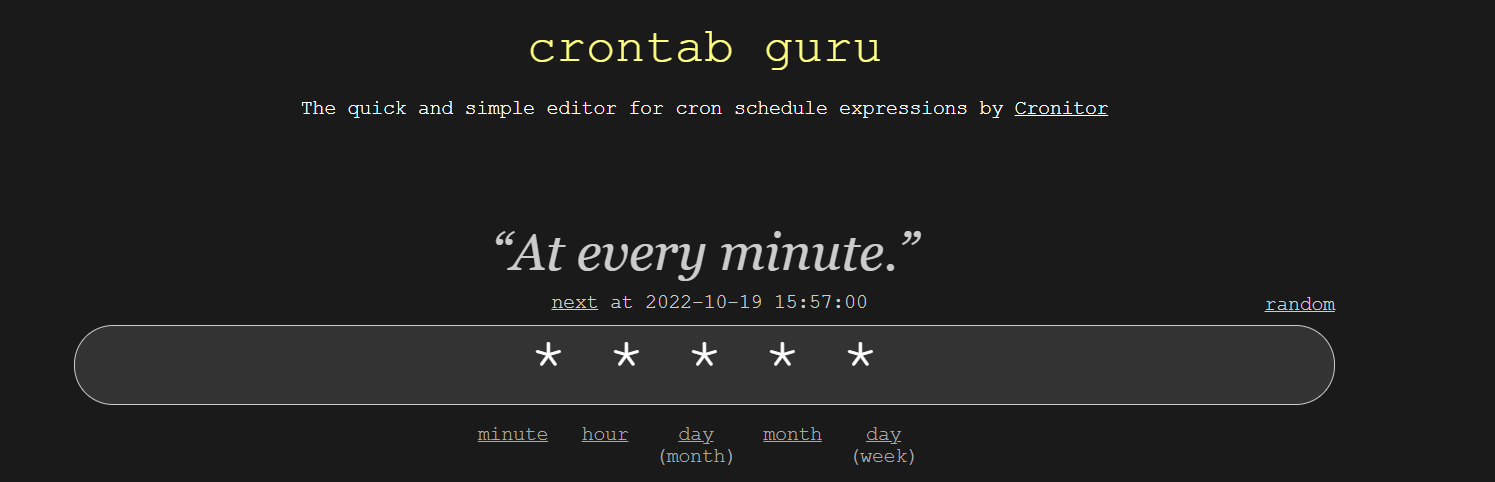 crontab guru
The quick and simple editor for cron schedule expressions by Cronitor
“At every minute.”
next at 2022-10-19 15:57:00
random
* * * * *
minute hour day month day
(month) (week)